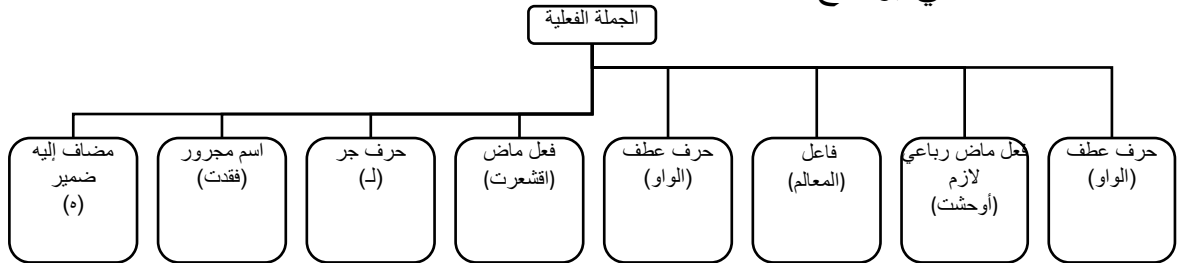 الجملة الفعلية
حرف عطف
(الواو)
فعل ماض رباعي
لازم
(أوحشت)
فاعل
(المعالم)
حرف عطف
(الواو)
فعل ماض
(اقشعرت)
حرف جر
(لـ)
اسم مجرور
(فقدت)
مضاف إليه
ضمير
(ه)